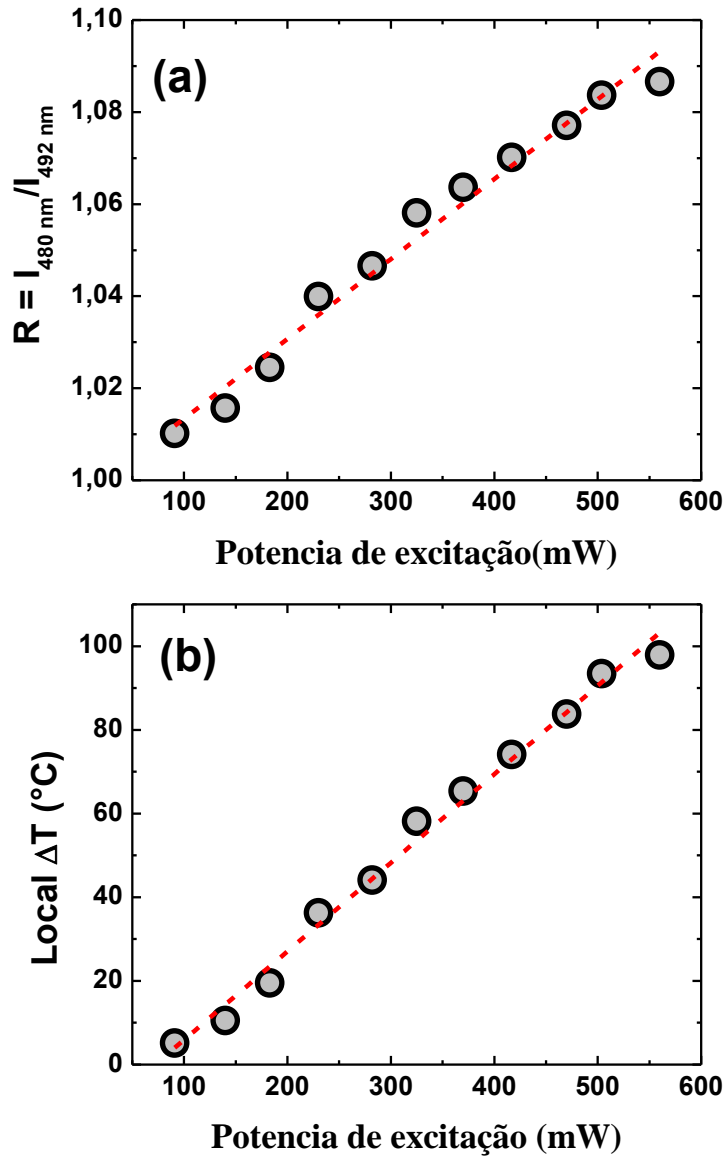 1,10
(a)
1,08
1,06
R = I480 nm/I492 nm
1,04
1,02
1,00
100 200 300 400 500 600
Potencia de excitação(mW)
(b)
100
80
60
Local ΔT (°C)
40
20
0
100 200 300 400 500 600
Potencia de excitação (mW)